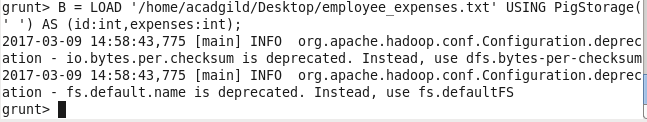 grunt> B = LOAD '/home/acadgild/Desktop/employee_expenses.txt' USING PigStorage(
' ') AS (id:int,expenses:int);
2017-03-09 14:58:43,775 [main] INFO  org.apache.hadoop.conf.Configuration.deprec
ation - io.bytes.per.checksum is deprecated. Instead, use dfs.bytes-per-checksum
2017-03-09 14:58:43,775 [main] INFO  org.apache.hadoop.conf.Configuration.deprec
ation - fs.default.name is deprecated. Instead, use fs.defaultFS
grunt>